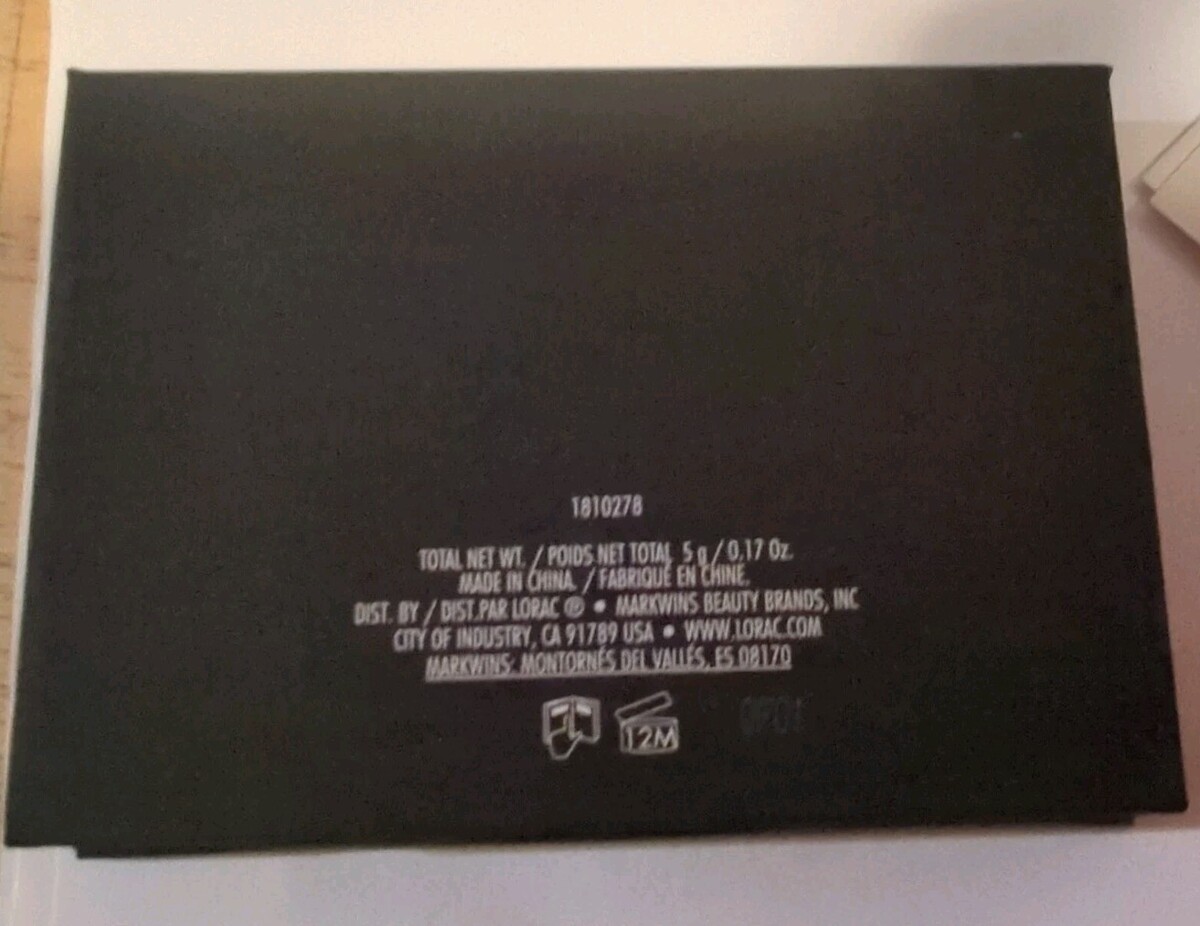 1810278
TOTAL NET WT. / POIDS NET TOTAL 5 g / 0.17 Oz.
MADE IN CHINA. / FABRIQUÉ EN CHINE.
DIST. BY / DIST.PAR LORAC ® • MARKWINS BEAUTY BRANDS, INC
CITY OF INDUSTRY, CA 91789 USA • WWW.LORAC.COM
MARKWINS: MONTORNÉS DEL VALLÉS, ES 08170
12M